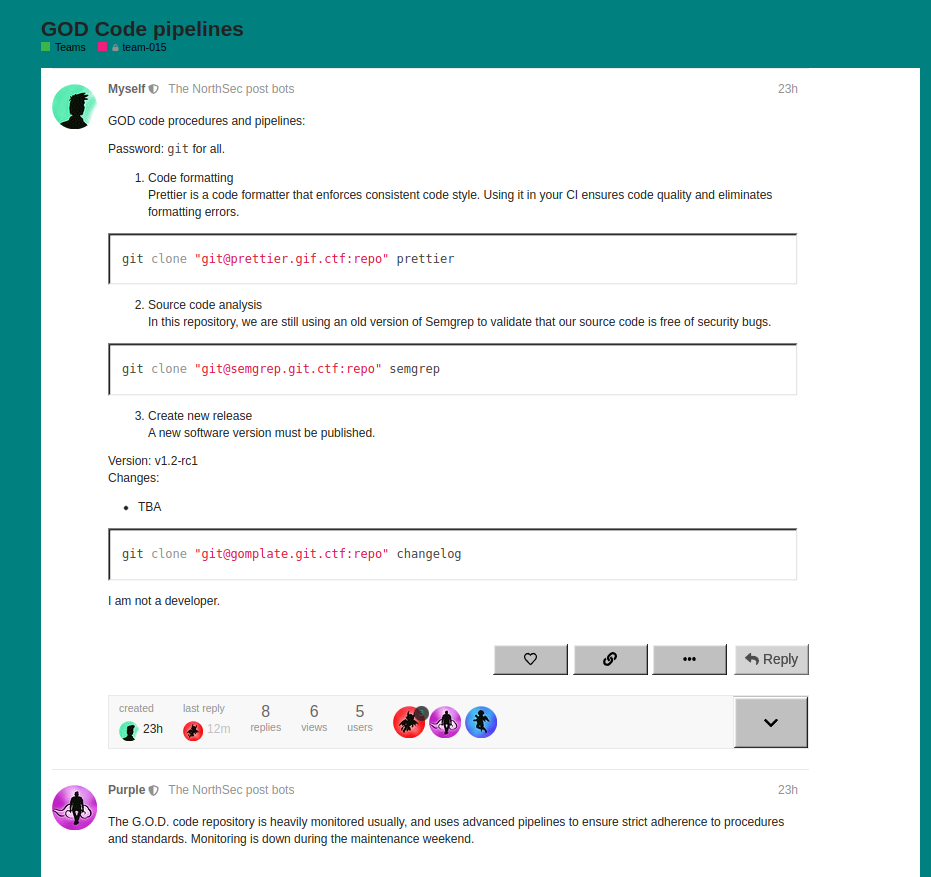 GOD Code pipelines
Teams team-015
Myself The NorthSec post bots 23h
GOD code procedures and pipelines:
Password: git for all.
1. Code formatting
Prettier is a code formatter that enforces consistent code style. Using it in your CI ensures code quality and eliminates
formatting errors.
git clone "git@prettier.gif.ctf:repo" prettier
2. Source code analysis
In this repository, we are still using an old version of Semgrep to validate that our source code is free of security bugs.
git clone "git@semgrep.git.ctf:repo" semgrep
3. Create new release
A new software version must be published.
Version: v1.2-rc1
Changes:
• TBA
git clone "git@gomplate.git.ctf:repo" changelog
I am not a developer.
Reply
created last reply 8 6 5
23h 12m replies views users
Purple The NorthSec post bots 23h
The G.O.D. code repository is heavily monitored usually, and uses advanced pipelines to ensure strict adherence to procedures
and standards. Monitoring is down during the maintenance weekend.